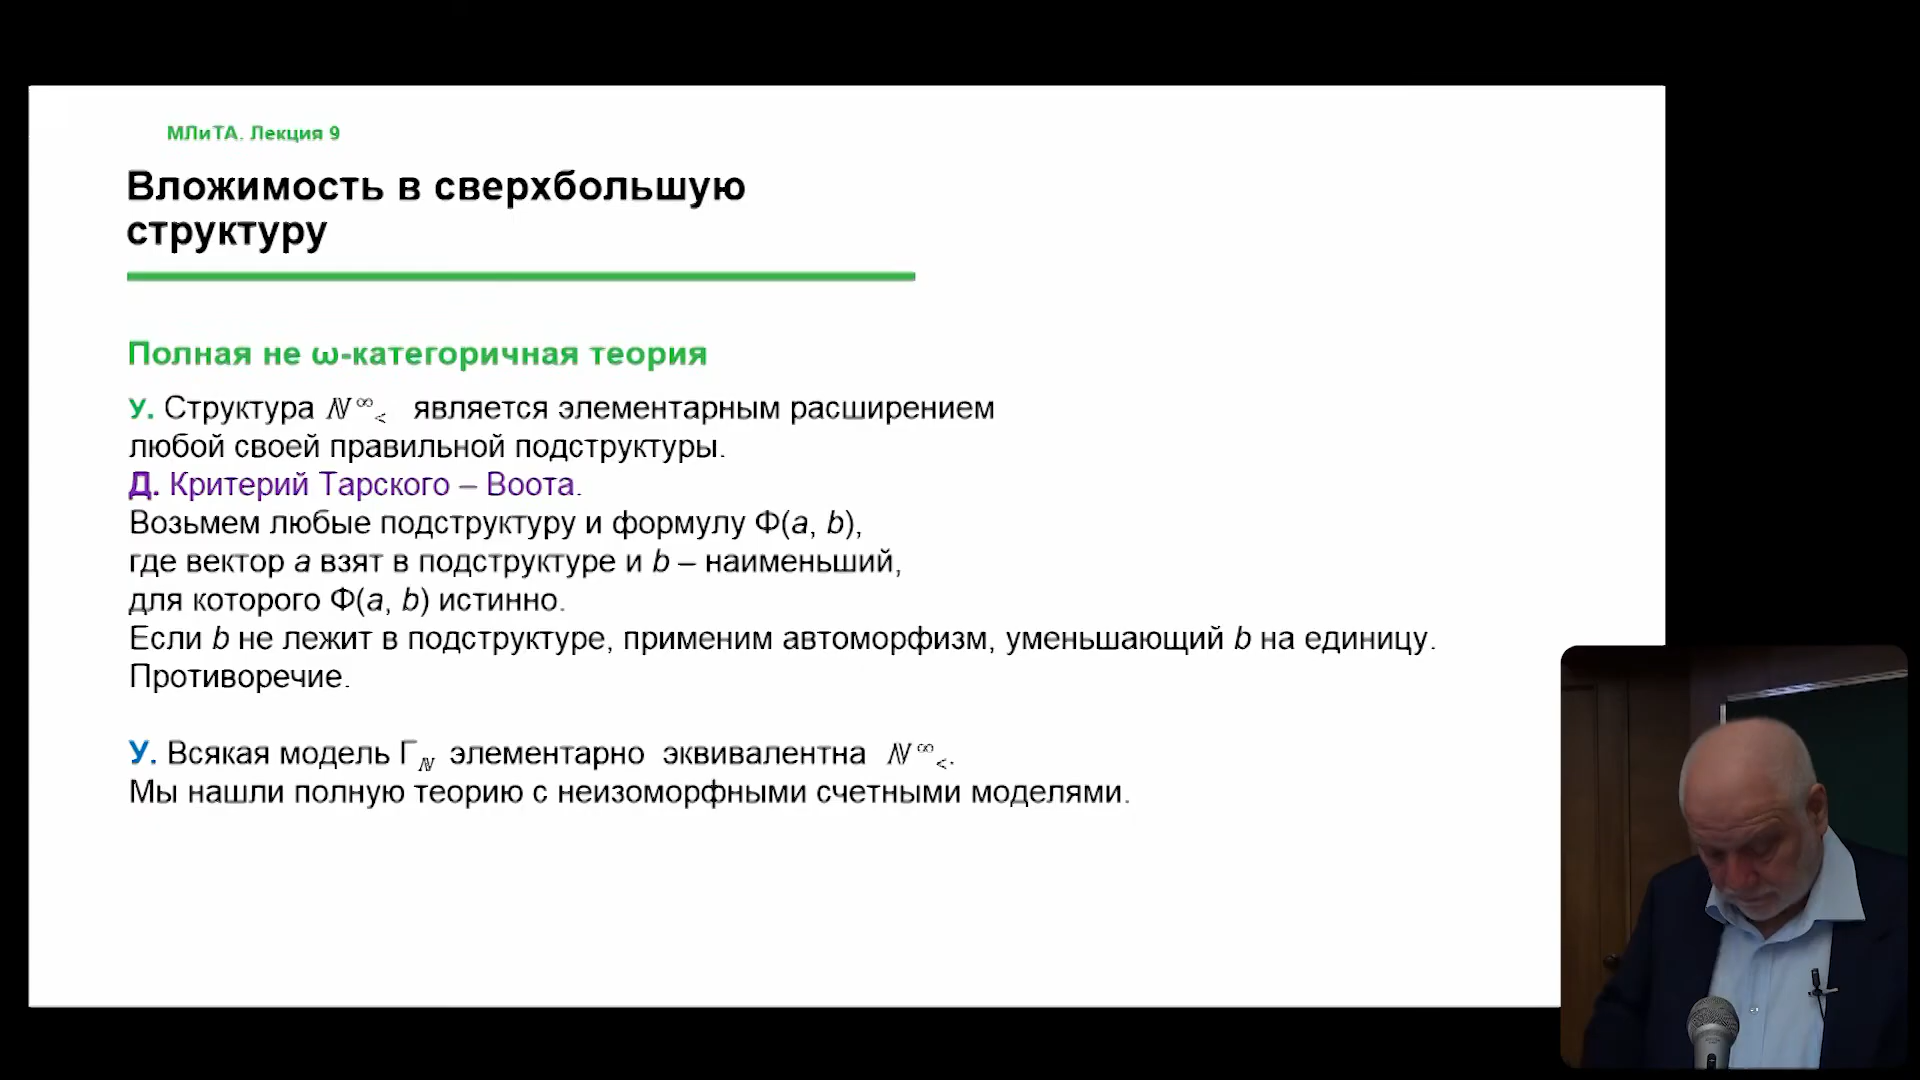 МЛиТА. Лекция 9
Вложимость в сверхбольшую
структуру
Полная не ω-категоричная теория
У. Структура ℕ^∞_< является элементарным расширением
любой своей правильной подструктуры.
Д. Критерий Тарского – Воота.
Возьмем любые подструктуру и формулу Φ(a, b),
где вектор a взят в подструктуре и b – наименьший,
для которого Φ(a, b) истинно.
Если b не лежит в подструктуре, применим автоморфизм, уменьшающий b на единицу.
Противоречие.
У. Всякая модель Γ_ℕ элементарно эквивалентна ℕ^∞_<.
Мы нашли полную теорию с неизоморфными счетными моделями.